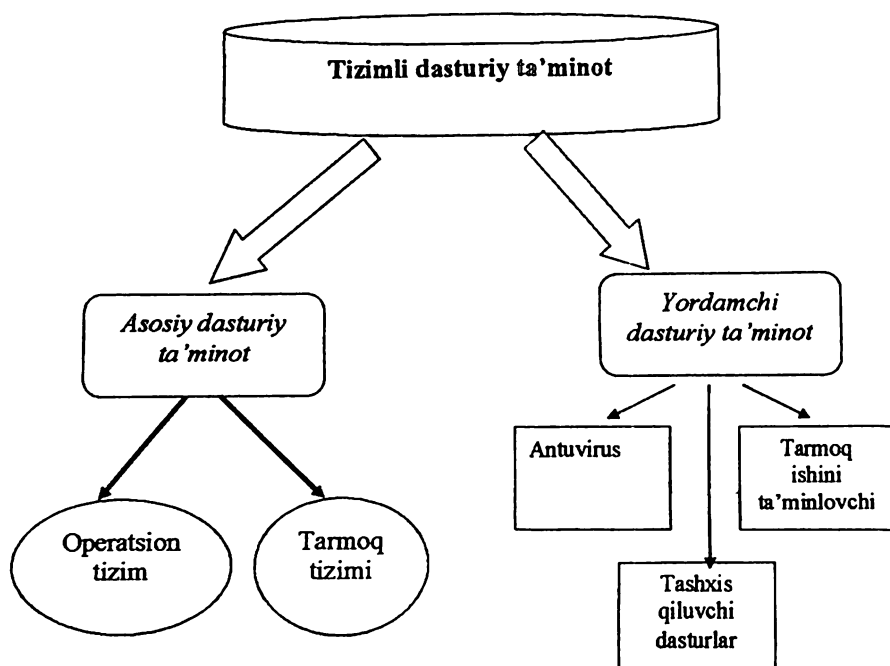 Tizimli dasturiy ta’minot
Asosiy dasturiy
ta’minot
Yordamchi
dasturiy ta’minot
Operatsion
tizim
Tarmoq
tizimi
Antuvirus
Tarmoq
ishini
ta’minlovchi
Tashxis
qiluvchi
dasturlar